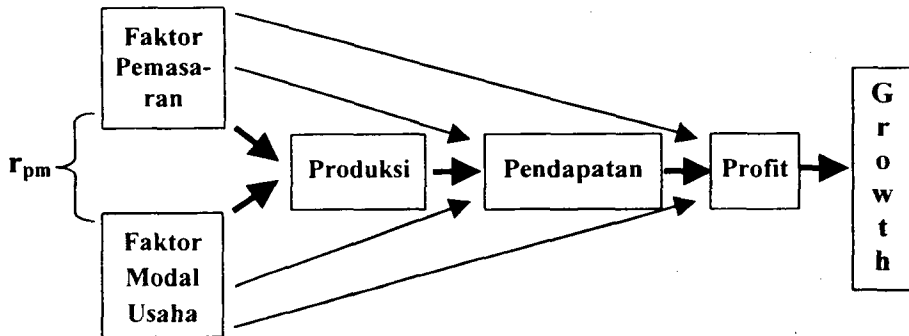 Faktor
Pemasa-
ran
r_pm
Produksi
Pendapatan
Profit
G
r
o
w
t
h
Faktor
Modal
Usaha